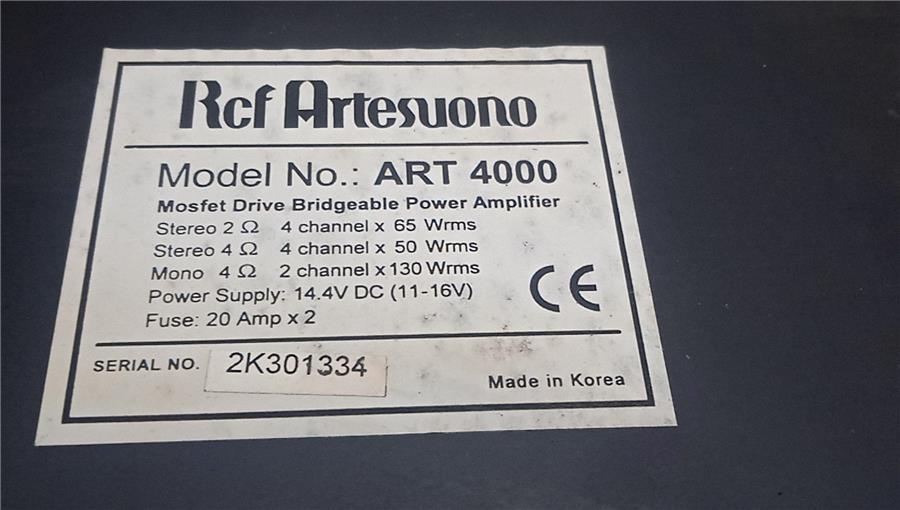 Rcf Artesuono
Model No.: ART 4000
Mosfet Drive Bridgeable Power Amplifier
Stereo 2 Ω 4 channel x 65 Wrms
Stereo 4 Ω 4 channel x 50 Wrms
Mono 4 Ω 2 channel x 130 Wrms
Power Supply: 14.4V DC (11-16V)
CE
Fuse: 20 Amp x 2
SERIAL NO. 2K301334
Made in Korea